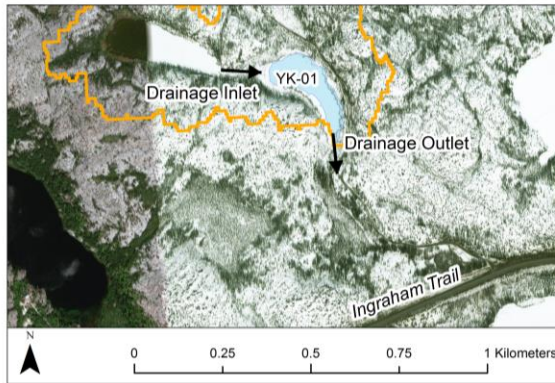 YK-01
Drainage Inlet
Drainage Outlet
Ingraham Trail
N
0 0.25 0.5 0.75 1 Kilometers